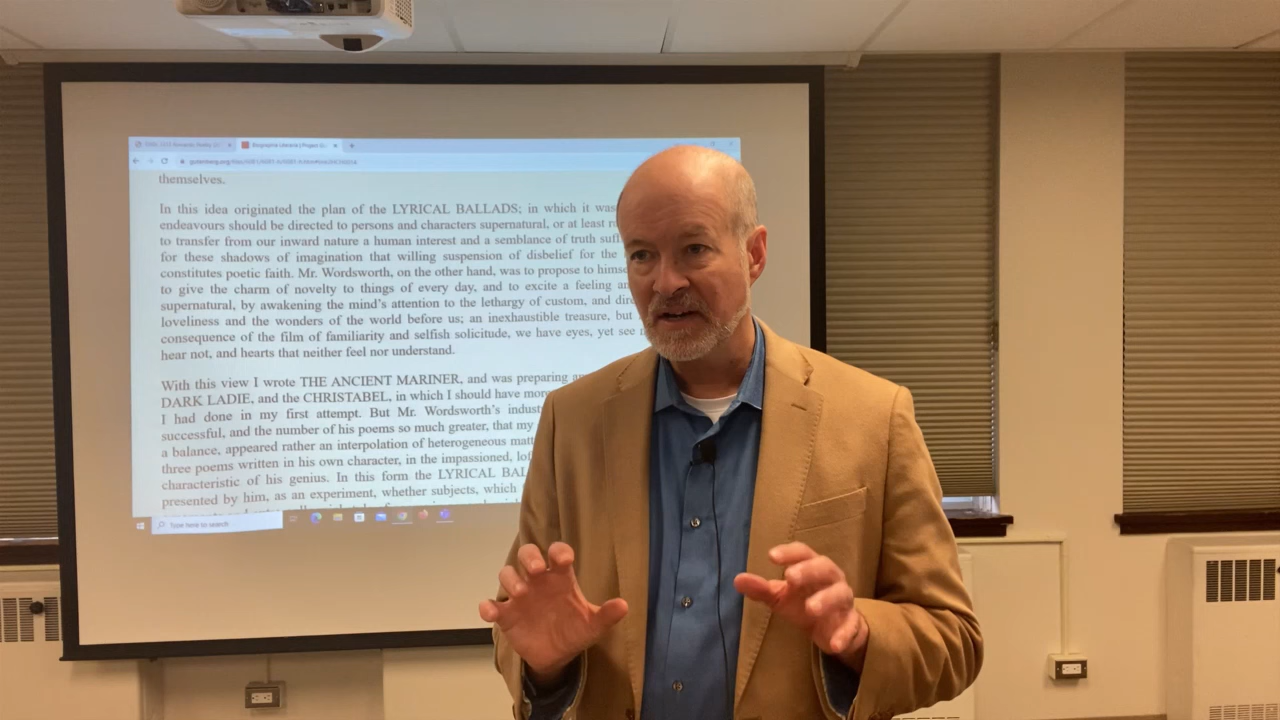 Biographia Literaria | Project Gu
themselves.
In this idea originated the plan of the LYRICAL BALLADS; in which it was
endeavours should be directed to persons and characters supernatural, or at least
to transfer from our inward nature a human interest and a semblance of truth
for these shadows of imagination that willing suspension of disbelief for the
constitutes poetic faith. Mr. Wordsworth, on the other hand, was to propose to
to give the charm of novelty to things of every day, and to excite a feeling
supernatural, by awakening the mind's attention to the lethargy of custom, and
loveliness and the wonders of the world before us; an inexhaustible treasure, but
consequence of the film of familiarity and selfish solicitude, we have eyes, yet see
hear not, and hearts that neither feel nor understand.
With this view I wrote THE ANCIENT MARINER, and was preparing
DARK LADIE, and the CHRISTABEL, in which I should have more
I had done in my first attempt. But Mr. Wordsworth's
successful, and the number of his poems so much greater, that my
a balance, appeared rather an interpolation of heterogeneous
three poems written in his own character, in the impassioned,
characteristic of his genius. In this form the LYRICAL
presented by him, as an experiment, whether subjects, which
Type here to search